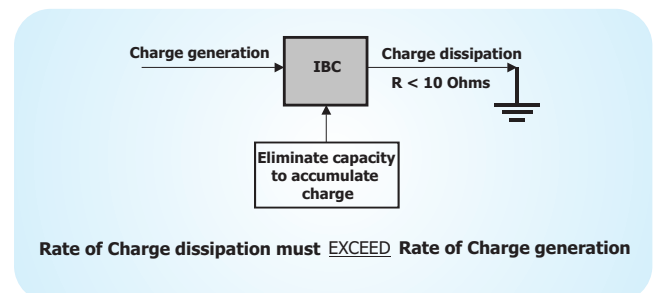 Charge generation
IBC
Charge dissipation
R < 10 Ohms
Eliminate capacity
to accumulate
charge
Rate of Charge dissipation must EXCEED Rate of Charge generation